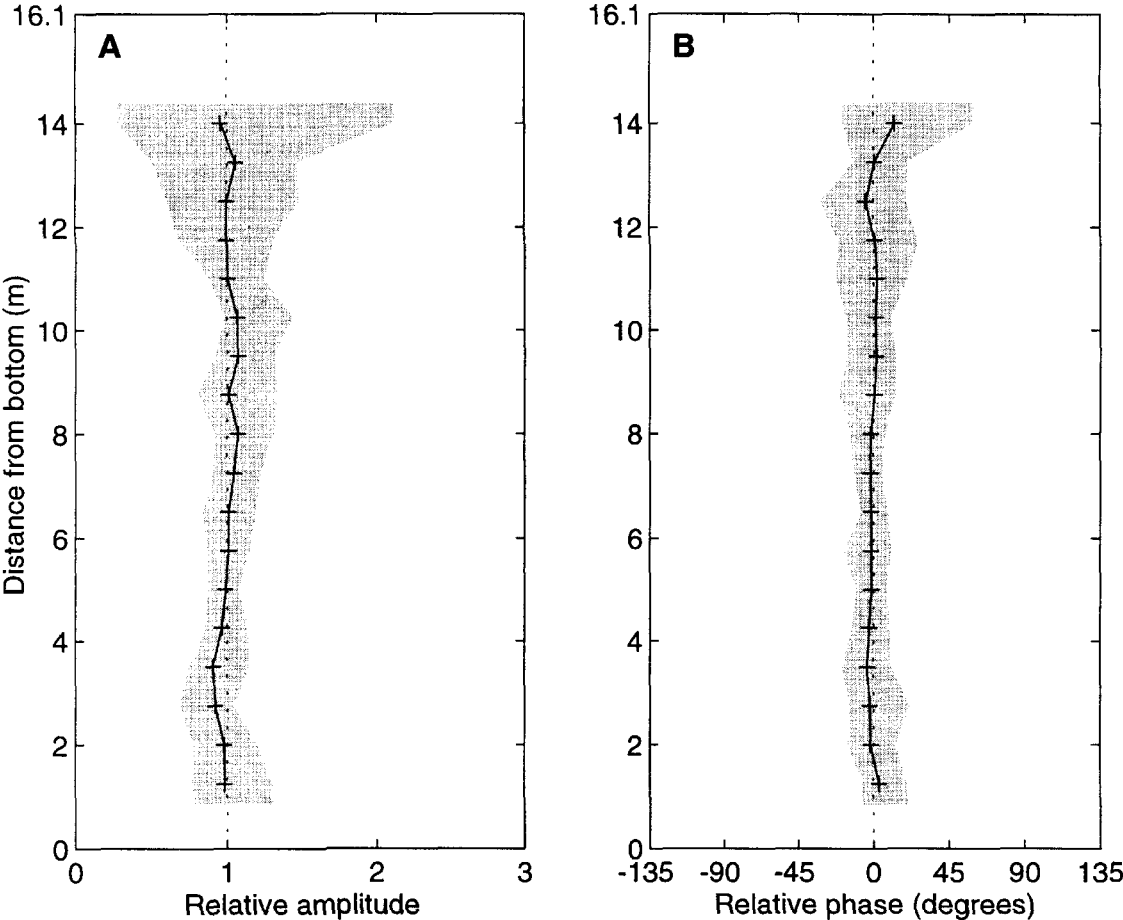 A
B
16.1
14
12
10
8
6
4
2
0
Distance from bottom (m)
0 1 2 3
Relative amplitude
16.1
14
12
10
8
6
4
2
0
-135 -90 -45 0 45 90 135
Relative phase (degrees)